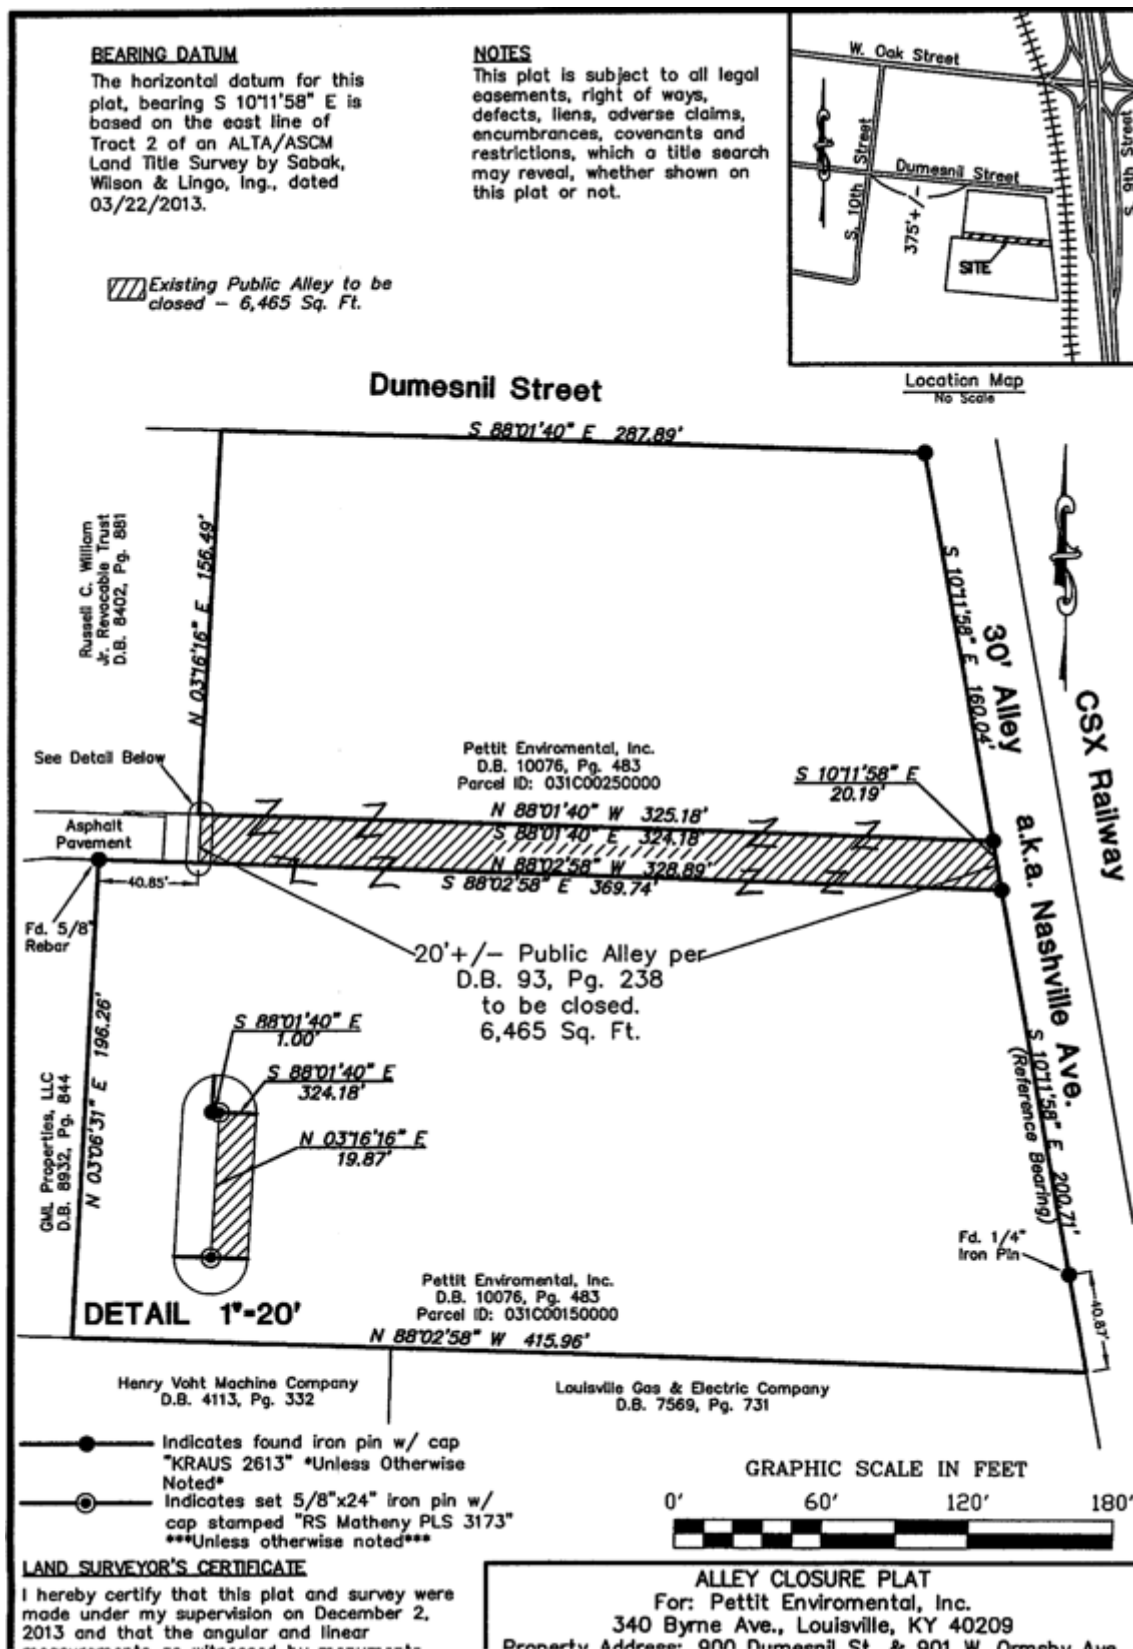 BEARING DATUM
The horizontal datum for this
plat, bearing S 10°11'58" E is
based on the east line of
Tract 2 of an ALTA/ASCM
Land Title Survey by Sabak,
Wilson & Lingo, Ing., dated
03/22/2013.
NOTES
This plat is subject to all legal
easements, right of ways,
defects, liens, adverse claims,
encumbrances, covenants and
restrictions, which a title search
may reveal, whether shown on
this plat or not.
Existing Public Alley to be
closed – 6,465 Sq. Ft.
W. Oak Street
S. 10th Street
Dumesnil Street
S 9th Street
375'+/-
SITE
Location Map
No Scale
Dumesnil Street
S 88°01'40" E 287.89'
Russell C. William
Jr. Revocable Trust
D.B. 8402, Pg. 881
N 03°16'16" E 156.49'
S 10°11'58" E 160.04'
30' Alley
a.k.a. Nashville Ave.
CSX Railway
See Detail Below
Pettit Enviromental, Inc.
D.B. 10076, Pg. 483
Parcel ID: 031C00250000
S 10°11'58" E
20.19'
N 88°01'40" W 325.18'
S 88°01'40" E 324.18'
N 88°02'58" W 328.89'
S 88°02'58" E 369.74'
Asphalt
Pavement
40.85'
Fd. 5/8"
Rebar
20'+/- Public Alley per
D.B. 93, Pg. 238
to be closed.
6,465 Sq. Ft.
GML Properties, LLC
D.B. 8932, Pg. 844
N 03°06'31" E 196.26'
S 88°01'40" E
1.00'
S 88°01'40" E
324.18'
N 03°16'16" E
19.87'
DETAIL 1"-20'
S 10°11'58" E 200.71'
(Reference Bearing)
Fd. 1/4"
Iron Pin
40.87'
Pettit Enviromental, Inc.
D.B. 10076, Pg. 483
Parcel ID: 031C00150000
N 88°02'58" W 415.96'
Henry Voht Machine Company
D.B. 4113, Pg. 332
Louisville Gas & Electric Company
D.B. 7569, Pg. 731
Indicates found iron pin w/ cap
"KRAUS 2613" *Unless Otherwise
Noted*
Indicates set 5/8"x24" iron pin w/
cap stamped "RS Matheny PLS 3173"
***Unless otherwise noted***
GRAPHIC SCALE IN FEET
0' 60' 120' 180'
LAND SURVEYOR'S CERTIFICATE
I hereby certify that this plat and survey were
made under my supervision on December 2,
2013 and that the angular and linear
measurements as witnessed by monuments
ALLEY CLOSURE PLAT
For: Pettit Enviromental, Inc.
340 Byrne Ave., Louisville, KY 40209
Property Address: 900 Dumesnil St. & 901 W. Ormsby Ave.